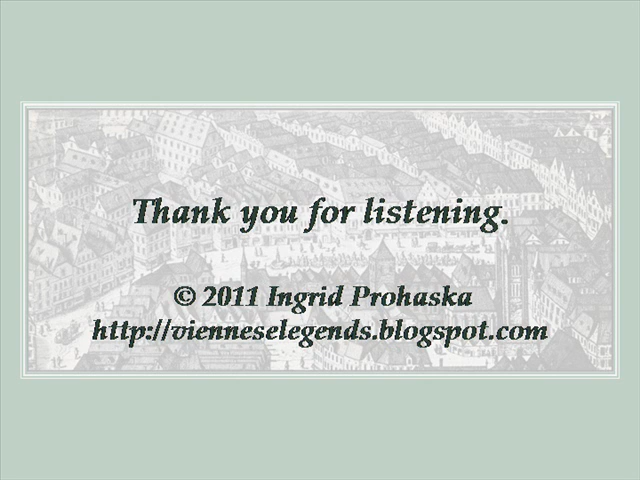 Thank you for listening.
© 2011 Ingrid Prohaska
http://vienneselegends.blogspot.com